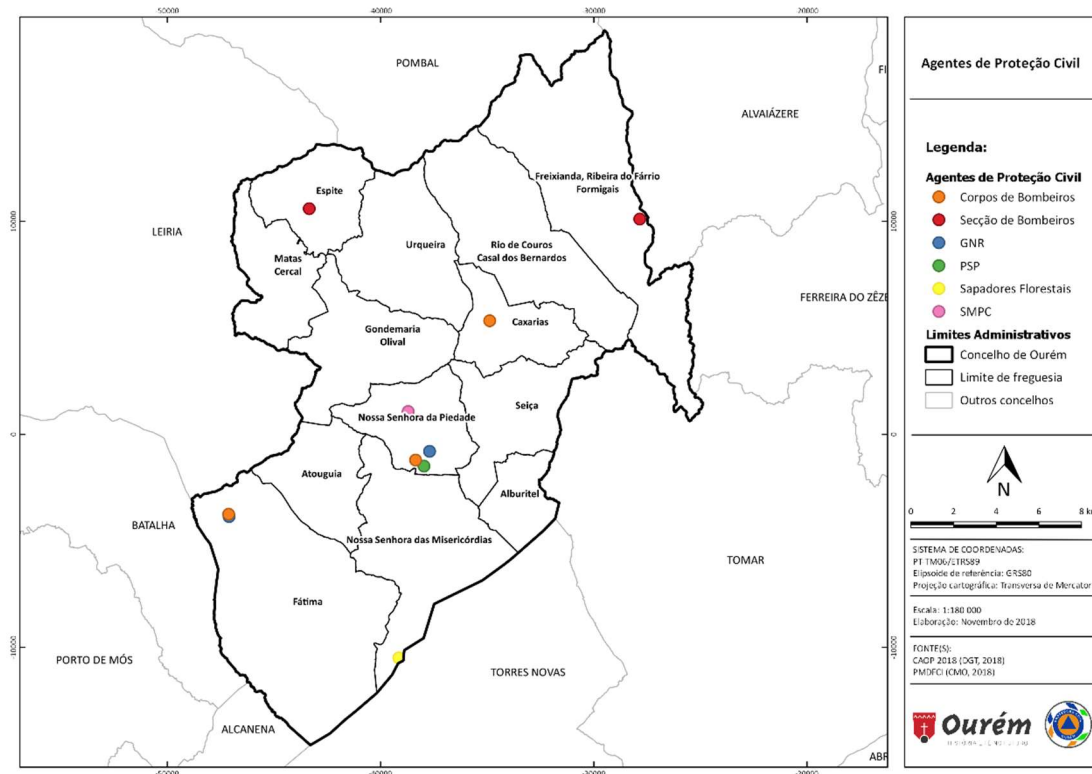 -50000
-40000
-30000
-20000
POMBAL
FI
ALVAIÁZERE
Espite
Freixianda, Ribeira do Fárrio
Formigais
10000
10000
LEIRIA
Urqueira
Rio de Couros
Casal dos Bernardos
Matas
Cercal
FERREIRA DO ZÊZE
Gondemaria
Olival
Caxarias
Seiça
Nossa Senhora da Piedade
0
0
Atouguia
Alburitel
BATALHA
Nossa Senhora das Misericórdias
TOMAR
Fátima
-10000
-10000
PORTO DE MÓS
TORRES NOVAS
ALCANENA
ABR
-50000
-40000
-30000
-20000
Agentes de Proteção Civil
Legenda:
Agentes de Proteção Civil
Corpos de Bombeiros
Secção de Bombeiros
GNR
PSP
Sapadores Florestais
SMPC
Limites Administrativos
Concelho de Ourém
Limite de freguesia
Outros concelhos
N
0 2 4 6 8 km
SISTEMA DE COORDENADAS:
PT TM06/ETRS89
Elipsoide de referência: GRS80
Projeção cartográfica: Transversa de Mercator
Escala: 1:180 000
Elaboração: Novembro de 2018
FONTE(S):
CAOP 2018 (DGT, 2018)
PMDFCI (CMO, 2018)
Ourém